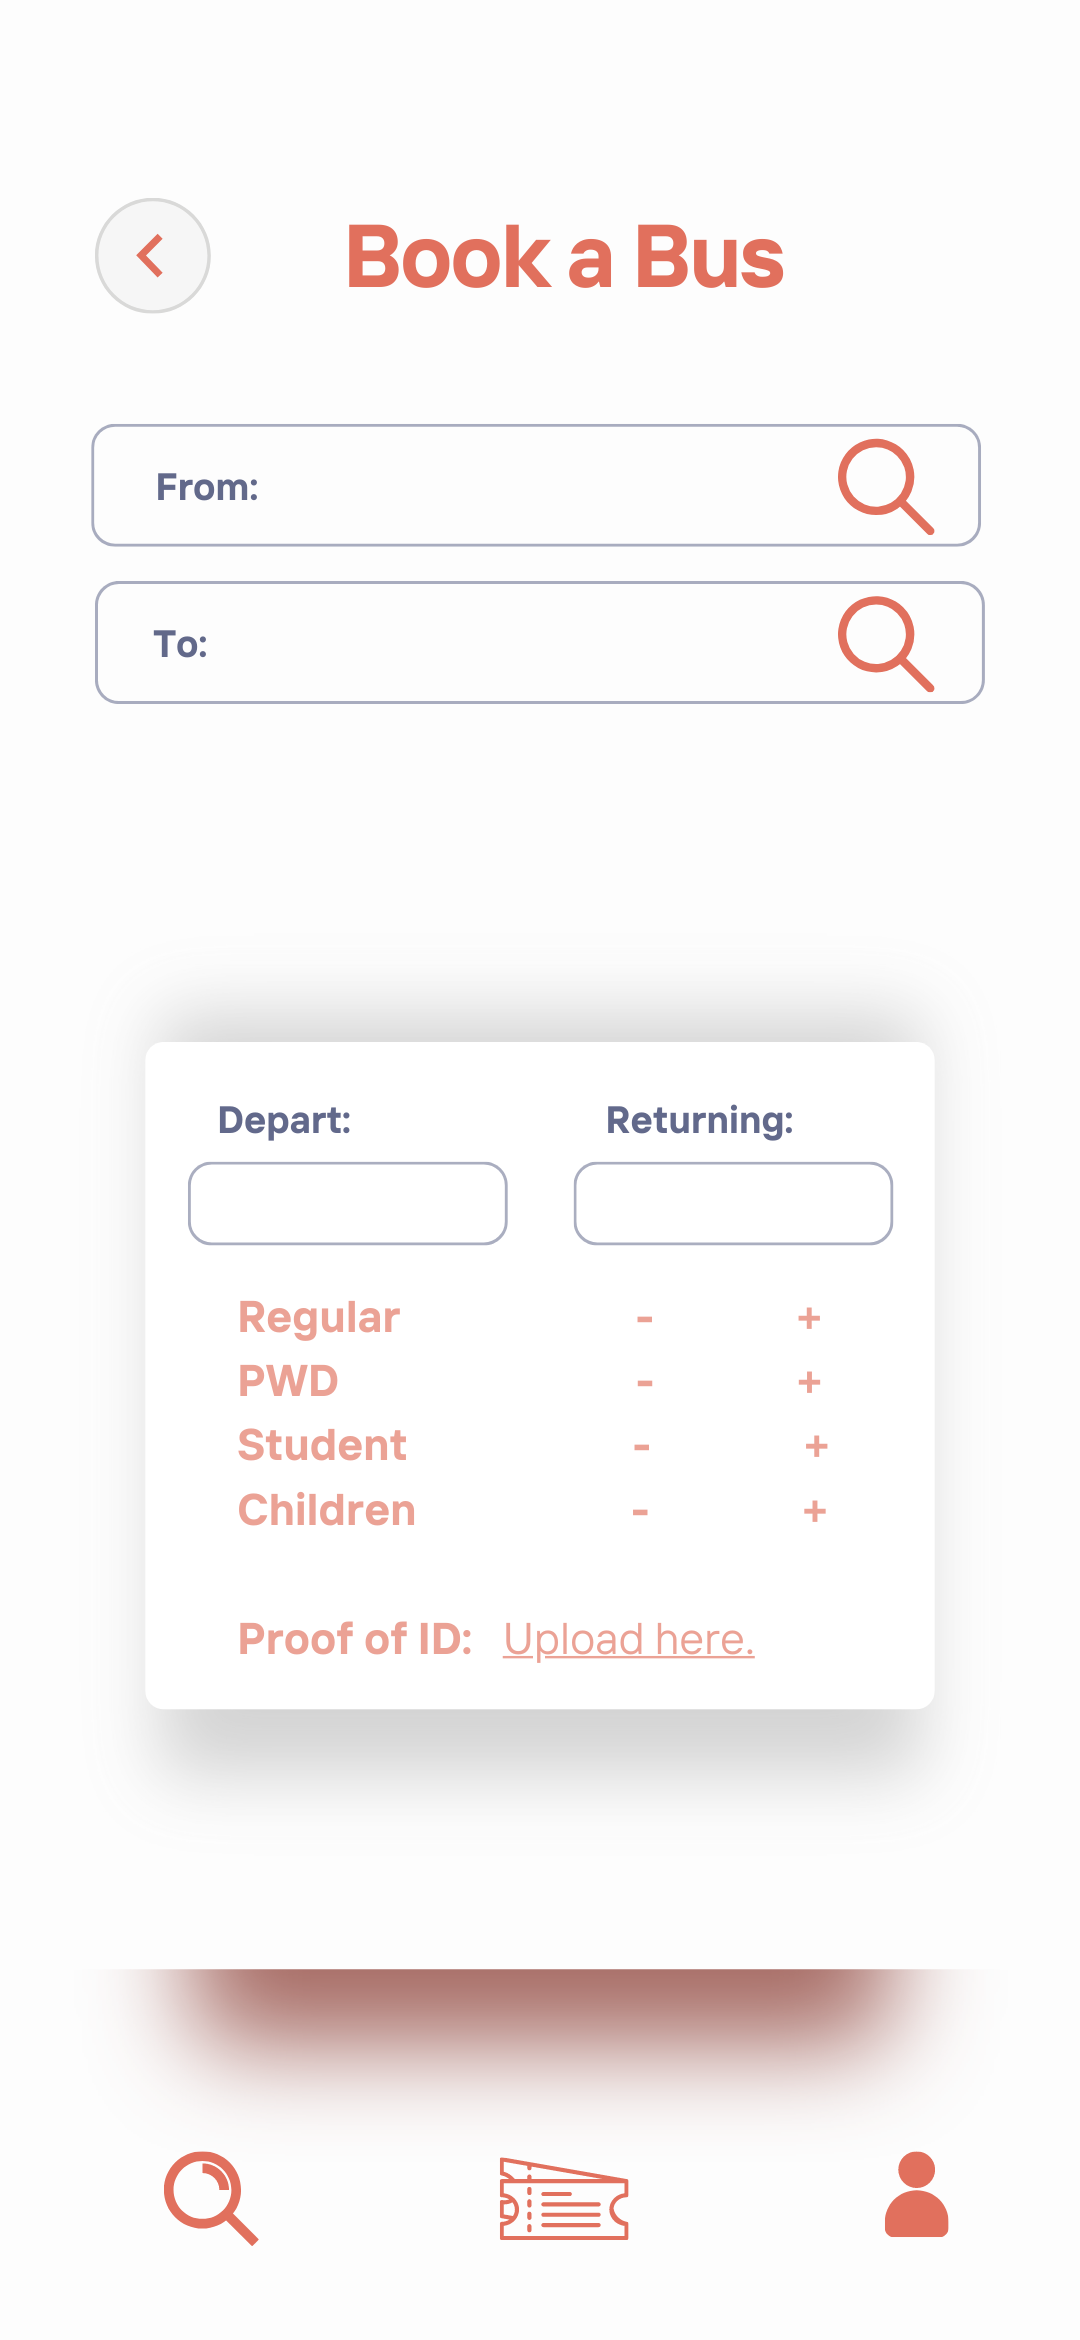 Book a Bus
From:
To:
Depart: Returning:
Regular - +
PWD - +
Student - +
Children - +
Proof of ID: Upload here.